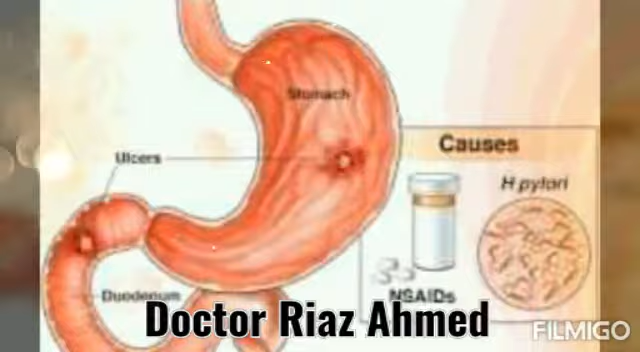 Stomach
Ulcers
Causes
H pylori
Duodenum
NSAIDs
Doctor Riaz Ahmed
FILMIGO